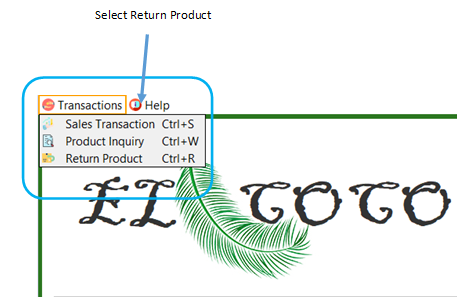 Select Return Product
Transactions Help
Sales Transaction Ctrl+S
Product Inquiry Ctrl+W
Return Product Ctrl+R
EL COCO